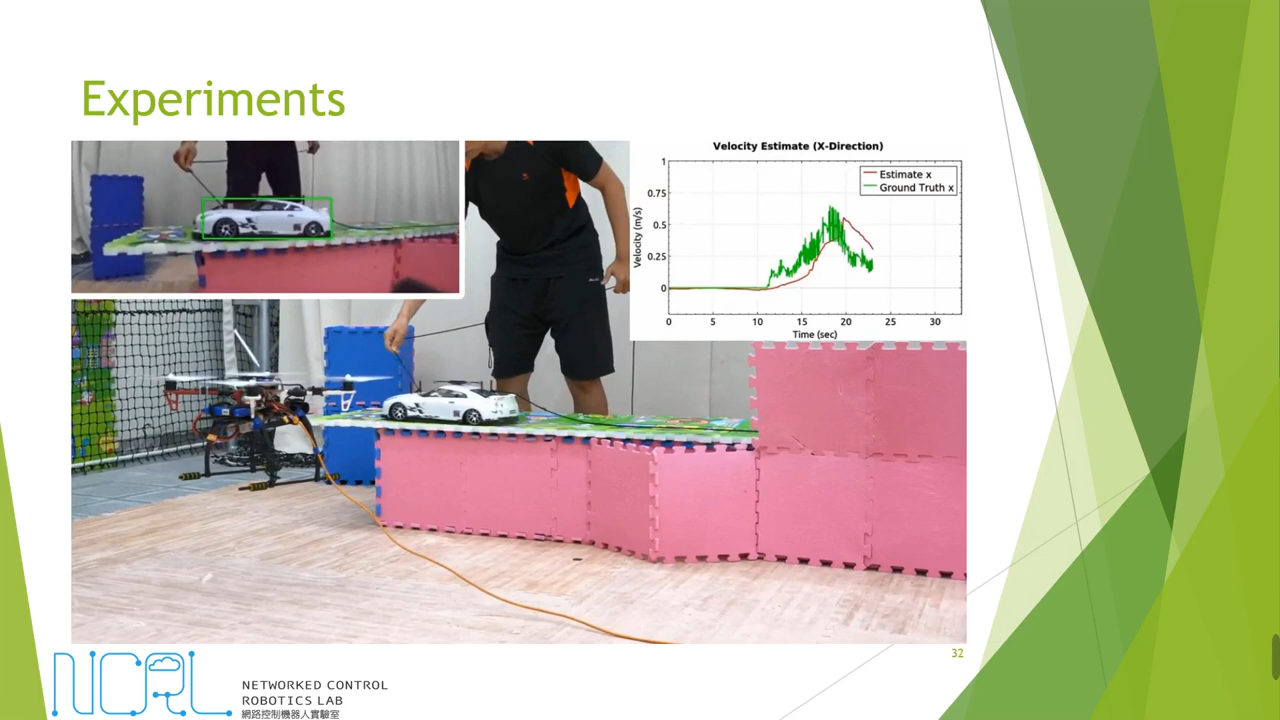 Experiments
Velocity Estimate (X-Direction)
Estimate x
Ground Truth x
1
0.75
0.5
0.25
0
Velocity (m/s)
0 5 10 15 20 25 30
Time (sec)
32
NCRL
NETWORKED CONTROL
ROBOTICS LAB
網路控制機器人實驗室